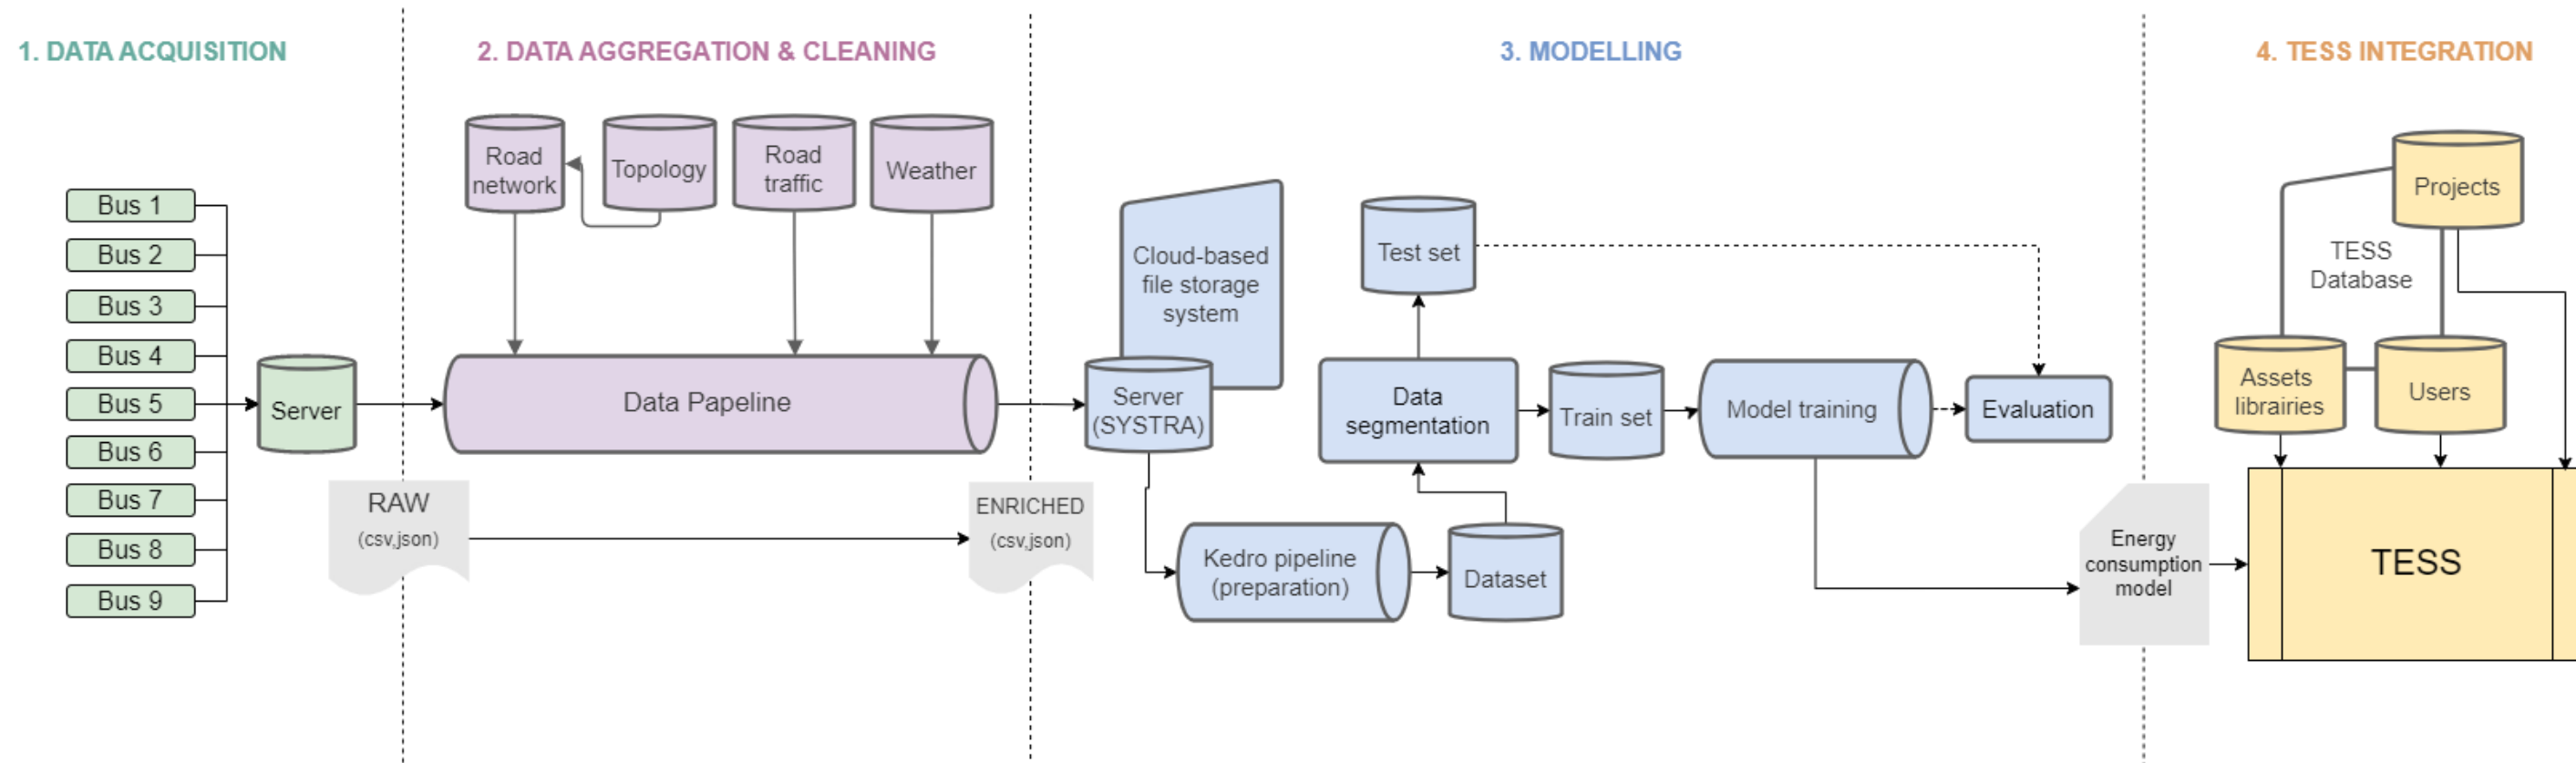 1. DATA ACQUISITION
2. DATA AGGREGATION & CLEANING
3. MODELLING
4. TESS INTEGRATION
Bus 1
Bus 2
Bus 3
Bus 4
Bus 5
Bus 6
Bus 7
Bus 8
Bus 9
Server
RAW
(csv,json)
Road
network
Topology
Road
traffic
Weather
Data Papeline
ENRICHED
(csv,json)
Cloud-based
file storage
system
Server
(SYSTRA)
Kedro pipeline
(preparation)
Dataset
Data
segmentation
Test set
Train set
Model training
Evaluation
Energy
consumption
model
Projects
TESS
Database
Assets
librairies
Users
TESS